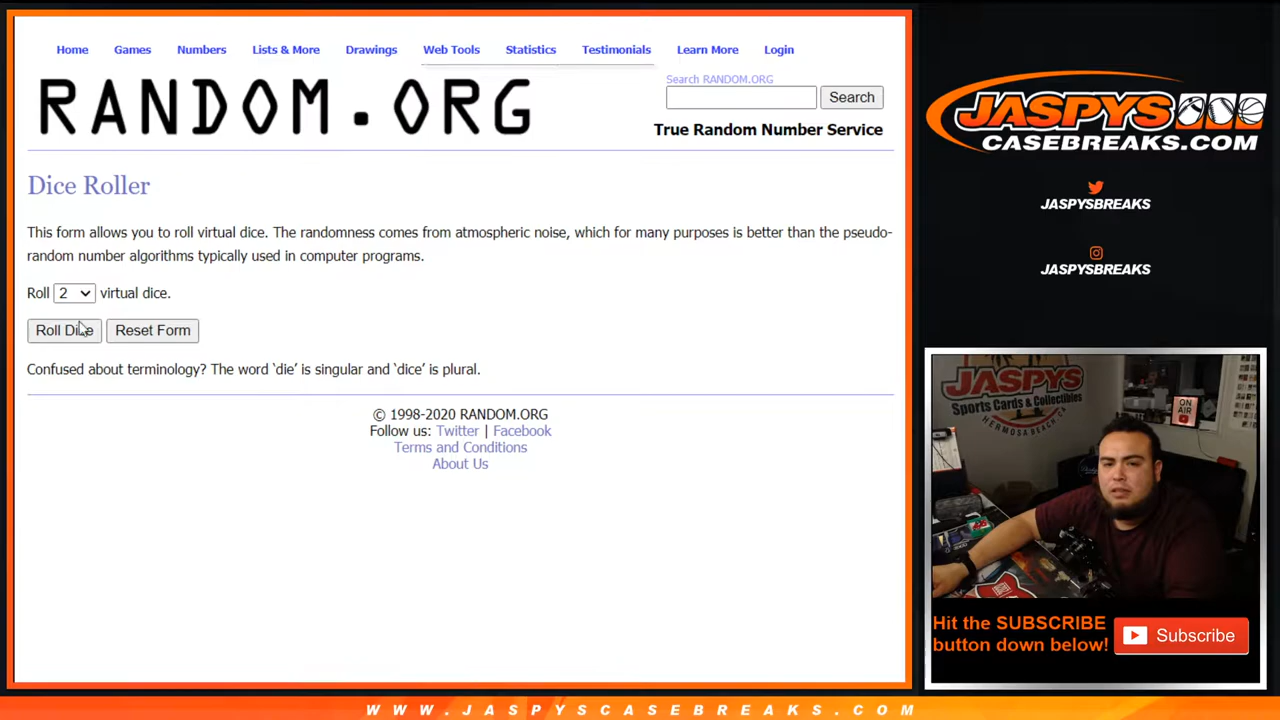 Home Games Numbers Lists & More Drawings Web Tools Statistics Testimonials Learn More Login
RANDOM.ORG
Search RANDOM.ORG
Search
True Random Number Service
Dice Roller
This form allows you to roll virtual dice. The randomness comes from atmospheric noise, which for many purposes is better than the pseudo-
random number algorithms typically used in computer programs.
Roll 2 virtual dice.
Roll Dice Reset Form
Confused about terminology? The word ‘die’ is singular and ‘dice’ is plural.
© 1998-2020 RANDOM.ORG
Follow us: Twitter | Facebook
Terms and Conditions
About Us
JASPYS
CASEBREAKS.COM
JASPYSBREAKS
JASPYSBREAKS
JASPYS
Sports Cards & Collectibles
HERMOSA BEACH, CA
ON
AIR
Hit the SUBSCRIBE
button down below!
Subscribe
WWW.JASPYSCASEBREAKS.COM